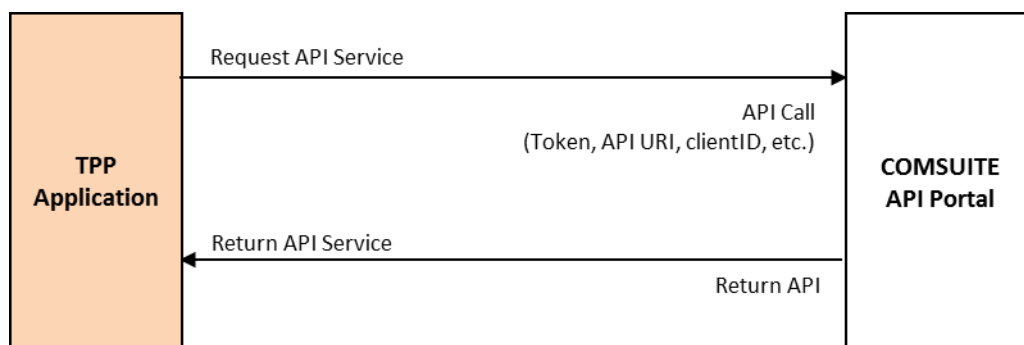 Request API Service
API Call
(Token, API URI, clientID, etc.)
TPP
Application
COMSUITE
API Portal
Return API Service
Return API